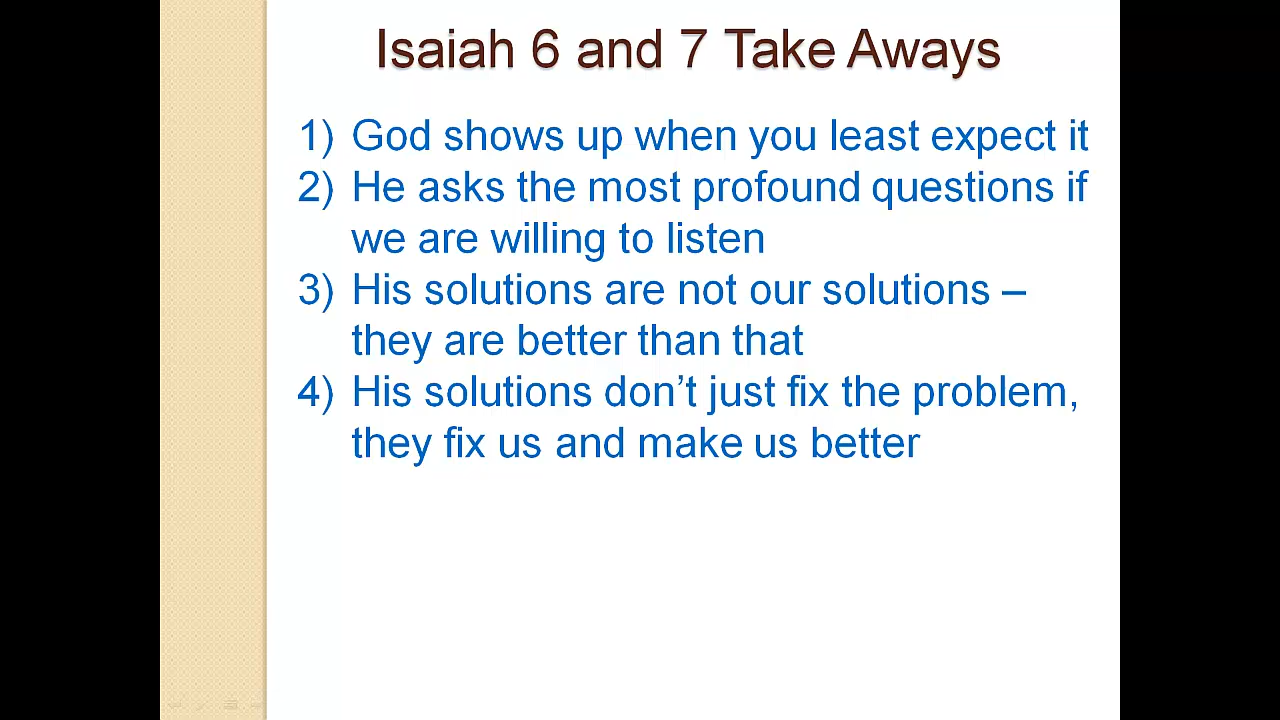 Isaiah 6 and 7 Take Aways
1) God shows up when you least expect it
2) He asks the most profound questions if
we are willing to listen
3) His solutions are not our solutions –
they are better than that
4) His solutions don’t just fix the problem,
they fix us and make us better